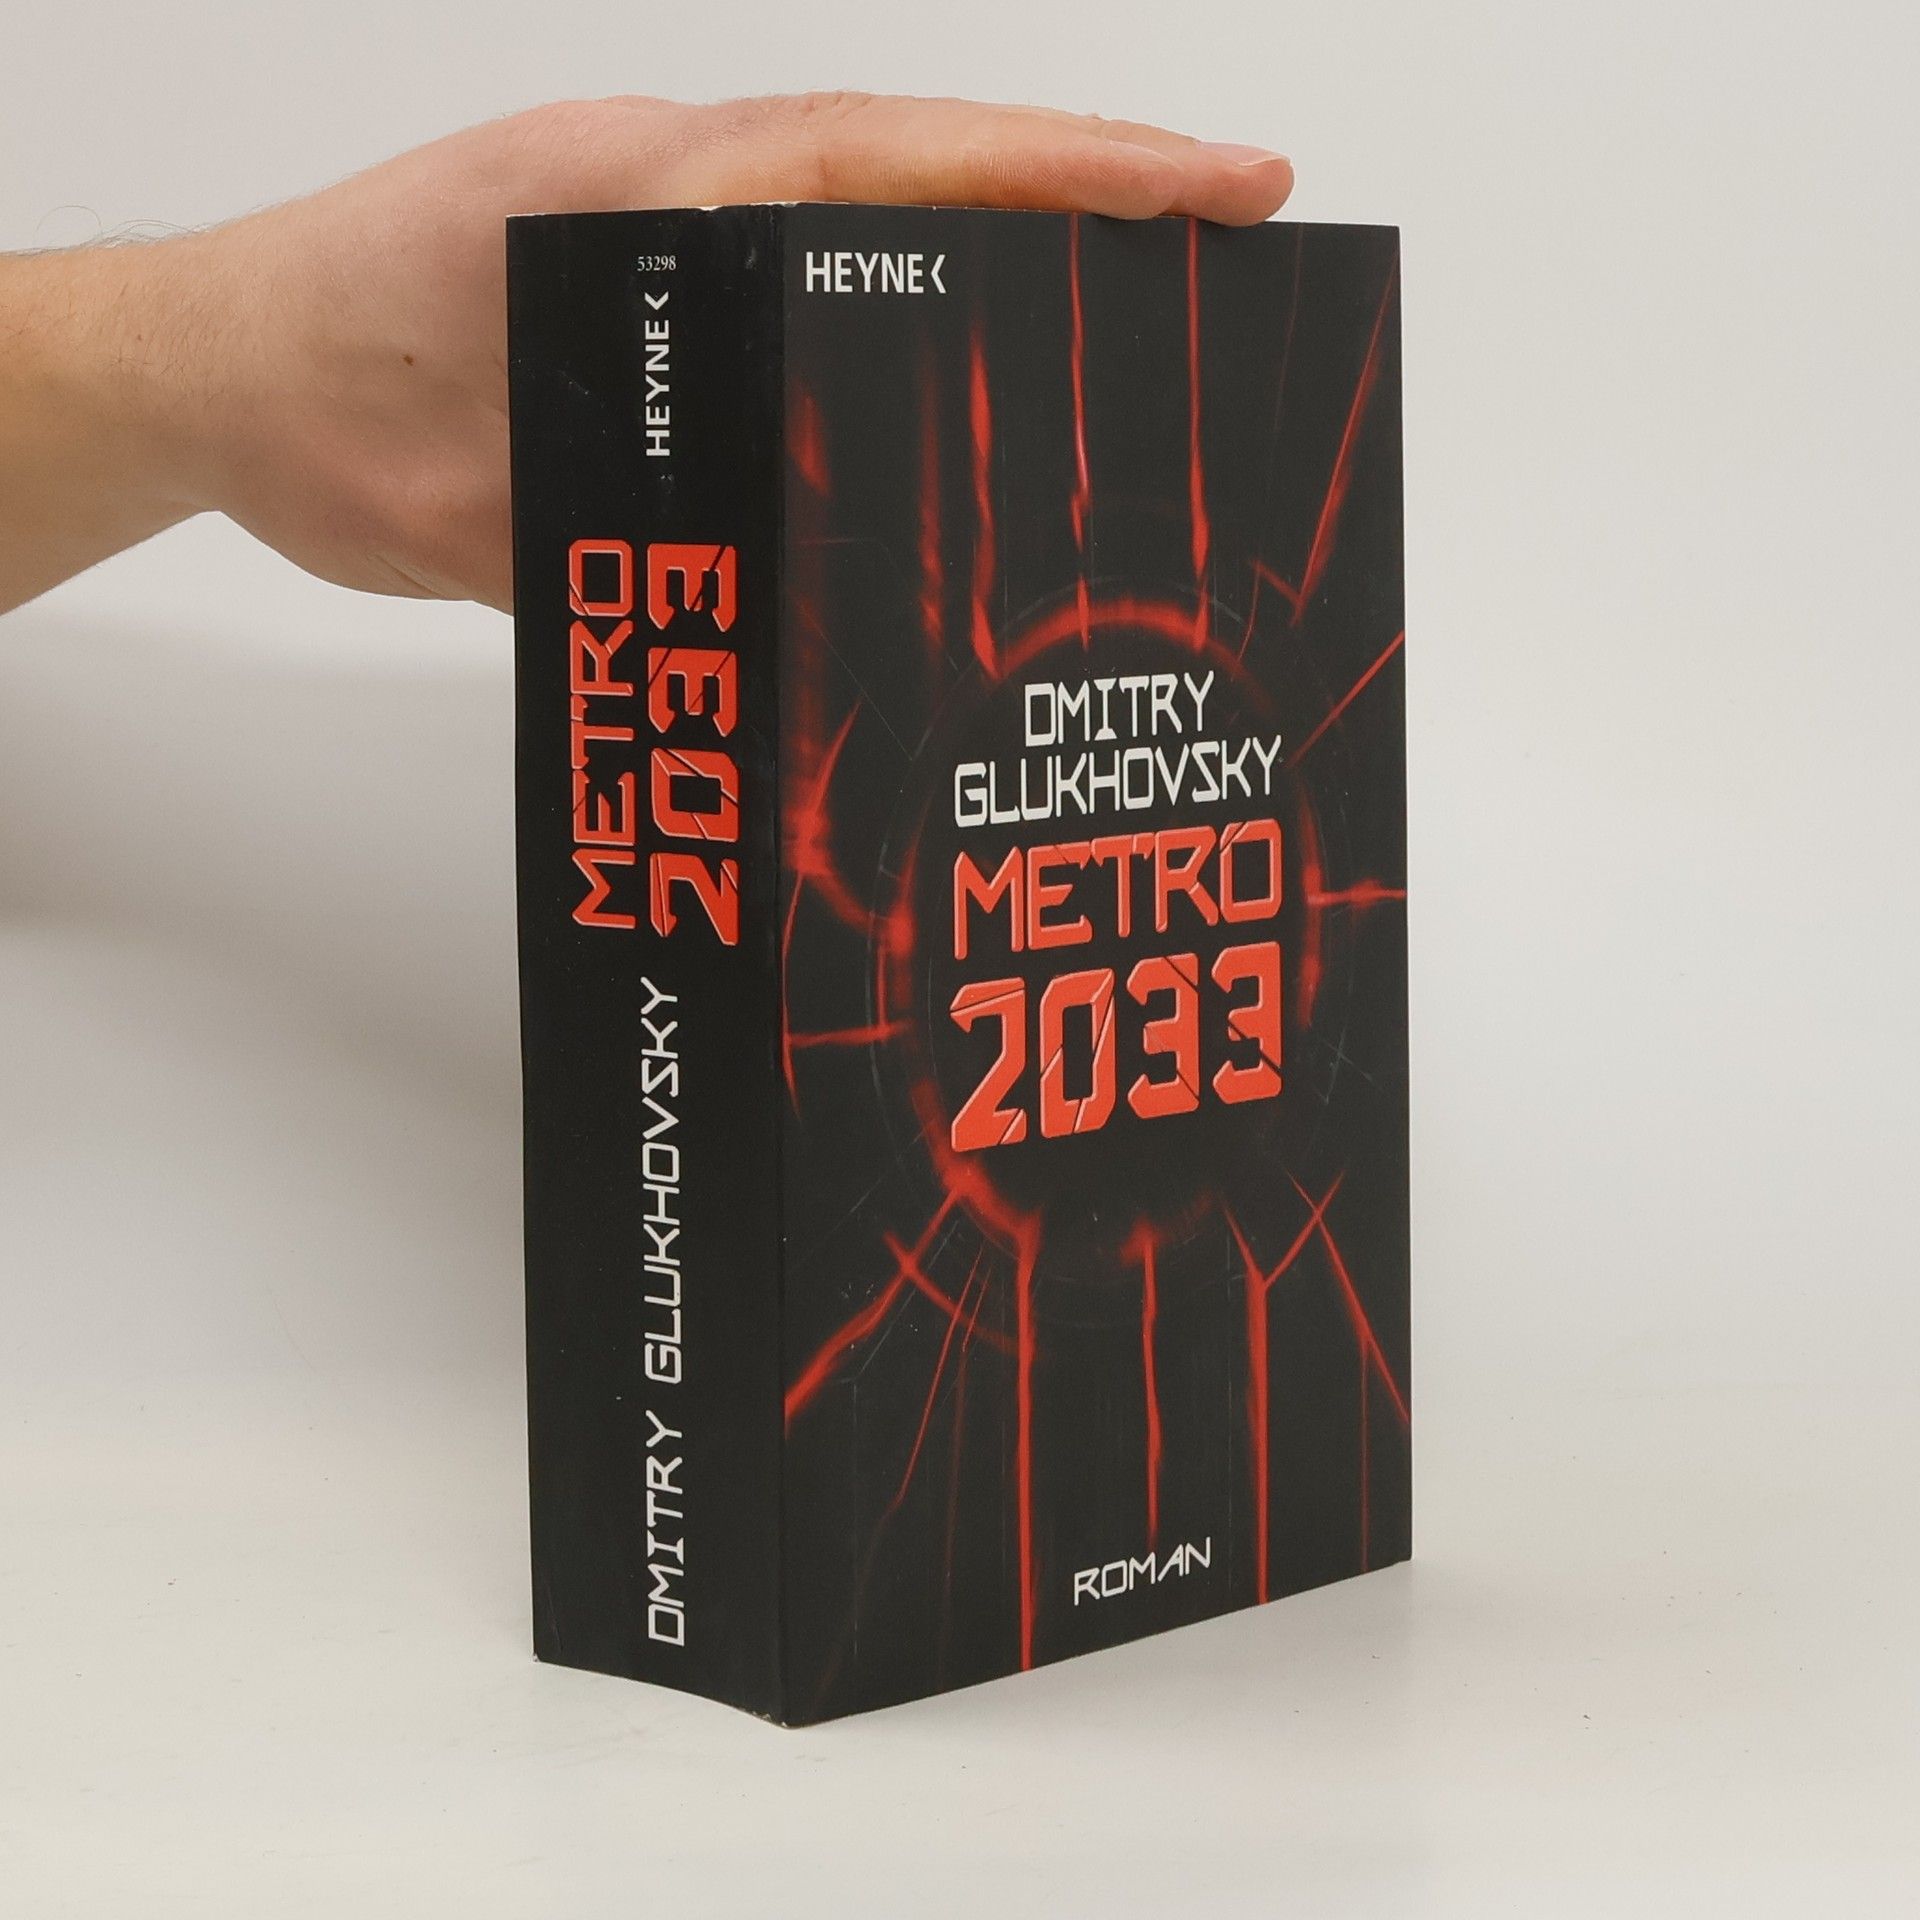 53298
HEYNE<
METRO
2033
DMITRY GLUKHOVSKY
HEYNE<
DMITRY
GLUKHOVSKY
METRO
2033
ROMAN